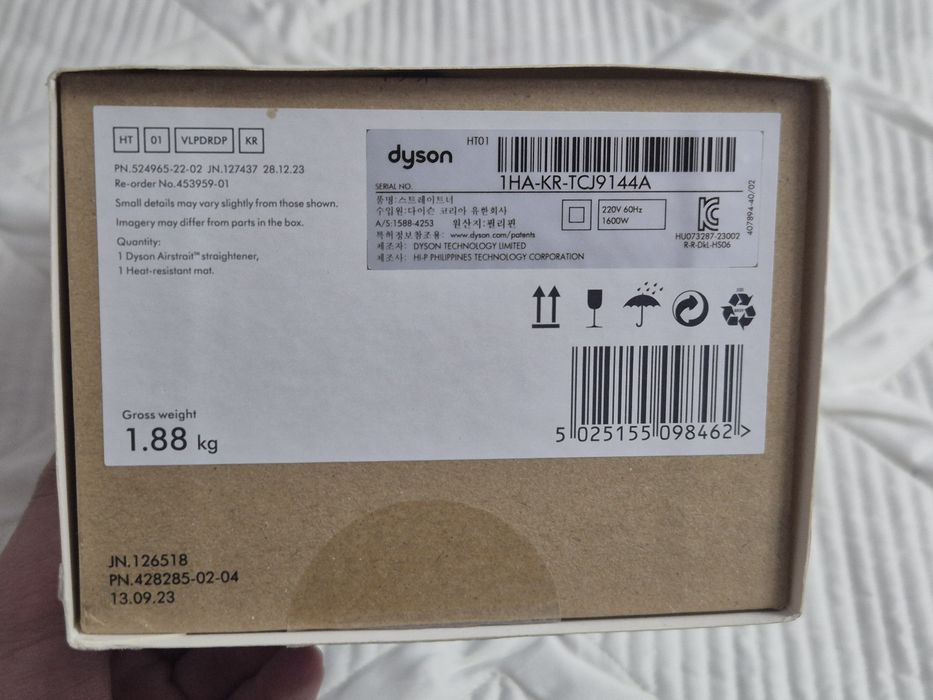 HT 01 VLPDRDP KR
PN.524965-22-02 JN.127437 28.12.23
Re-order No.453959-01
Small details may vary slightly from those shown.
Imagery may differ from parts in the box.
Quantity:
1 Dyson Airstrait™ straightener,
1 Heat-resistant mat.
Gross weight
1.88 kg
dyson
HT01
SERIAL NO.
1HA-KR-TCJ9144A
품명:스트레이트너
수입원:다이슨 코리아 유한회사
A/S:1588-4253 원산지:필리핀
특허정보참조용: www.dyson.com/patents
제조자: DYSON TECHNOLOGY LIMITED
제조사: HI-P PHILIPPINES TECHNOLOGY CORPORATION
220V 60Hz
1600W
HU073287-23002
R-R-DkL-HS06
407894-40/02
5 025155 098462 >
JN.126518
PN.428285-02-04
13.09.23